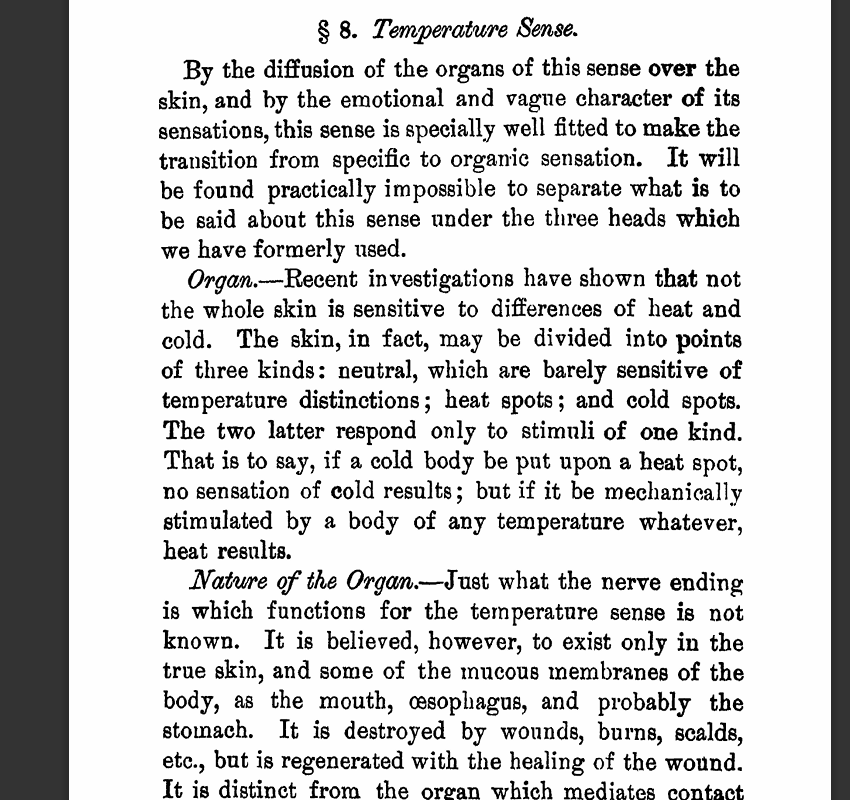 § 8. Temperature Sense.
By the diffusion of the organs of this sense over the
skin, and by the emotional and vague character of its
sensations, this sense is specially well fitted to make the
transition from specific to organic sensation. It will
be found practically impossible to separate what is to
be said about this sense under the three heads which
we have formerly used.
Organ.—Recent investigations have shown that not
the whole skin is sensitive to differences of heat and
cold. The skin, in fact, may be divided into points
of three kinds: neutral, which are barely sensitive of
temperature distinctions; heat spots; and cold spots.
The two latter respond only to stimuli of one kind.
That is to say, if a cold body be put upon a heat spot,
no sensation of cold results; but if it be mechanically
stimulated by a body of any temperature whatever,
heat results.
Nature of the Organ.—Just what the nerve ending
is which functions for the temperature sense is not
known. It is believed, however, to exist only in the
true skin, and some of the mucous membranes of the
body, as the mouth, œsophagus, and probably the
stomach. It is destroyed by wounds, burns, scalds,
etc., but is regenerated with the healing of the wound.
It is distinct from the organ which mediates contact